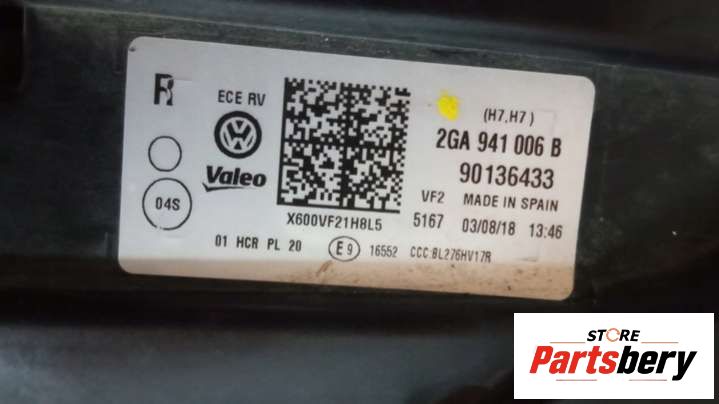 R
ECE RV
(H7,H7)
2GA 941 006 B
90136433
Valeo
VF2
MADE IN SPAIN
04S
X600VF21H8L5
5167
03/08/18 13:46
01 HCR PL 20
E9
16552
CCC:BL276HV17R
STORE
Partsbery